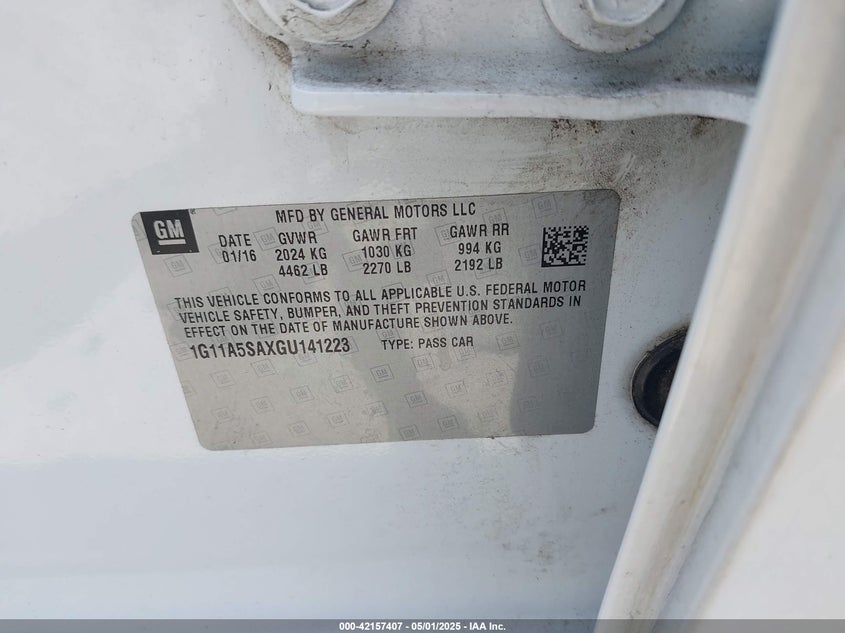 GM
MFD BY GENERAL MOTORS LLC
DATE GVWR GAWR FRT GAWR RR
01/16 2024 KG 1030 KG 994 KG
4462 LB 2270 LB 2192 LB
THIS VEHICLE CONFORMS TO ALL APPLICABLE U.S. FEDERAL MOTOR
VEHICLE SAFETY, BUMPER, AND THEFT PREVENTION STANDARDS IN
EFFECT ON THE DATE OF MANUFACTURE SHOWN ABOVE.
1G11A5SAXGU141223 TYPE: PASS CAR
000-42157407 - 05/01/2025 - IAA Inc.